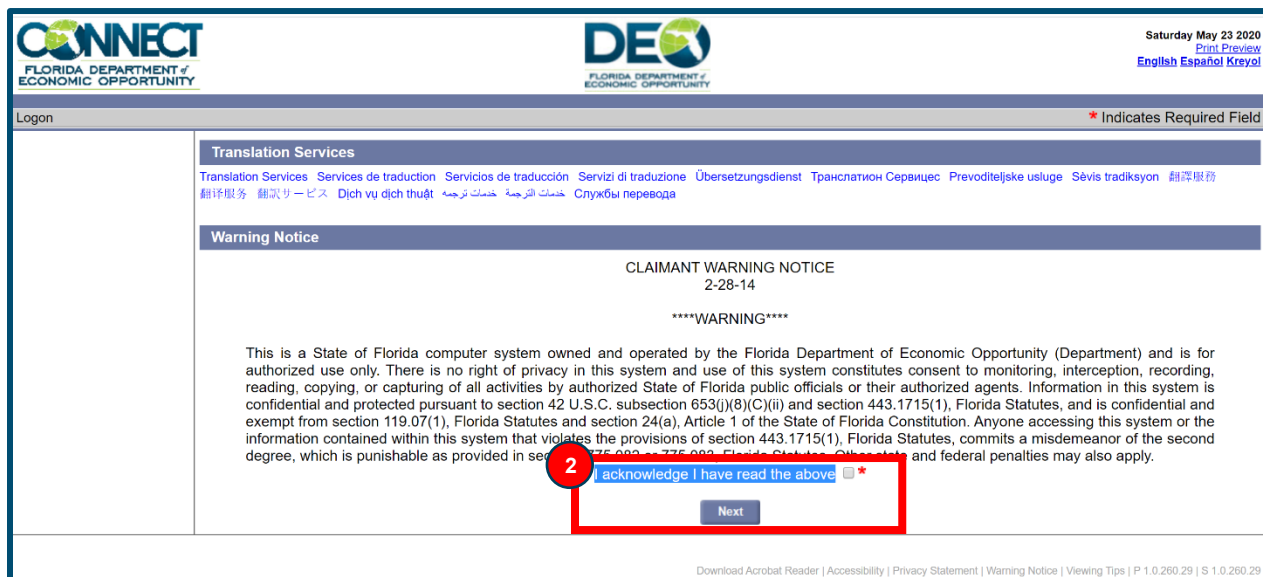 CONNECT
FLORIDA DEPARTMENT of
ECONOMIC OPPORTUNITY
DEO
FLORIDA DEPARTMENT of
ECONOMIC OPPORTUNITY
Saturday May 23 2020
Print Preview
English Español Kreyol
Logon
* Indicates Required Field
Translation Services
Translation Services Services de traduction Servicios de traducción Servizi di traduzione Übersetzungsdienst Транслатион Сервицес Prevoditeljske usluge Sèvis tradiksyon 翻譯服務
翻译服务 翻訳サービス Dịch vụ dịch thuật خدمات الترجمة خدمات ترجمه Службы перевода
Warning Notice
CLAIMANT WARNING NOTICE
2-28-14
****WARNING****
This is a State of Florida computer system owned and operated by the Florida Department of Economic Opportunity (Department) and is for
authorized use only. There is no right of privacy in this system and use of this system constitutes consent to monitoring, interception, recording,
reading, copying, or capturing of all activities by authorized State of Florida public officials or their authorized agents. Information in this system is
confidential and protected pursuant to section 42 U.S.C. subsection 653(j)(8)(C)(ii) and section 443.1715(1), Florida Statutes, and is confidential and
exempt from section 119.07(1), Florida Statutes and section 24(a), Article 1 of the State of Florida Constitution. Anyone accessing this system or the
information contained within this system that violates the provisions of section 443.1715(1), Florida Statutes, commits a misdemeanor of the second
degree, which is punishable as provided in 775.082 or 775.083, Florida Statutes. Other state and federal penalties may also apply.
2
I acknowledge I have read the above *
Next
Download Acrobat Reader | Accessibility | Privacy Statement | Warning Notice | Viewing Tips | P 1.0.260.29 | S 1.0.260.29